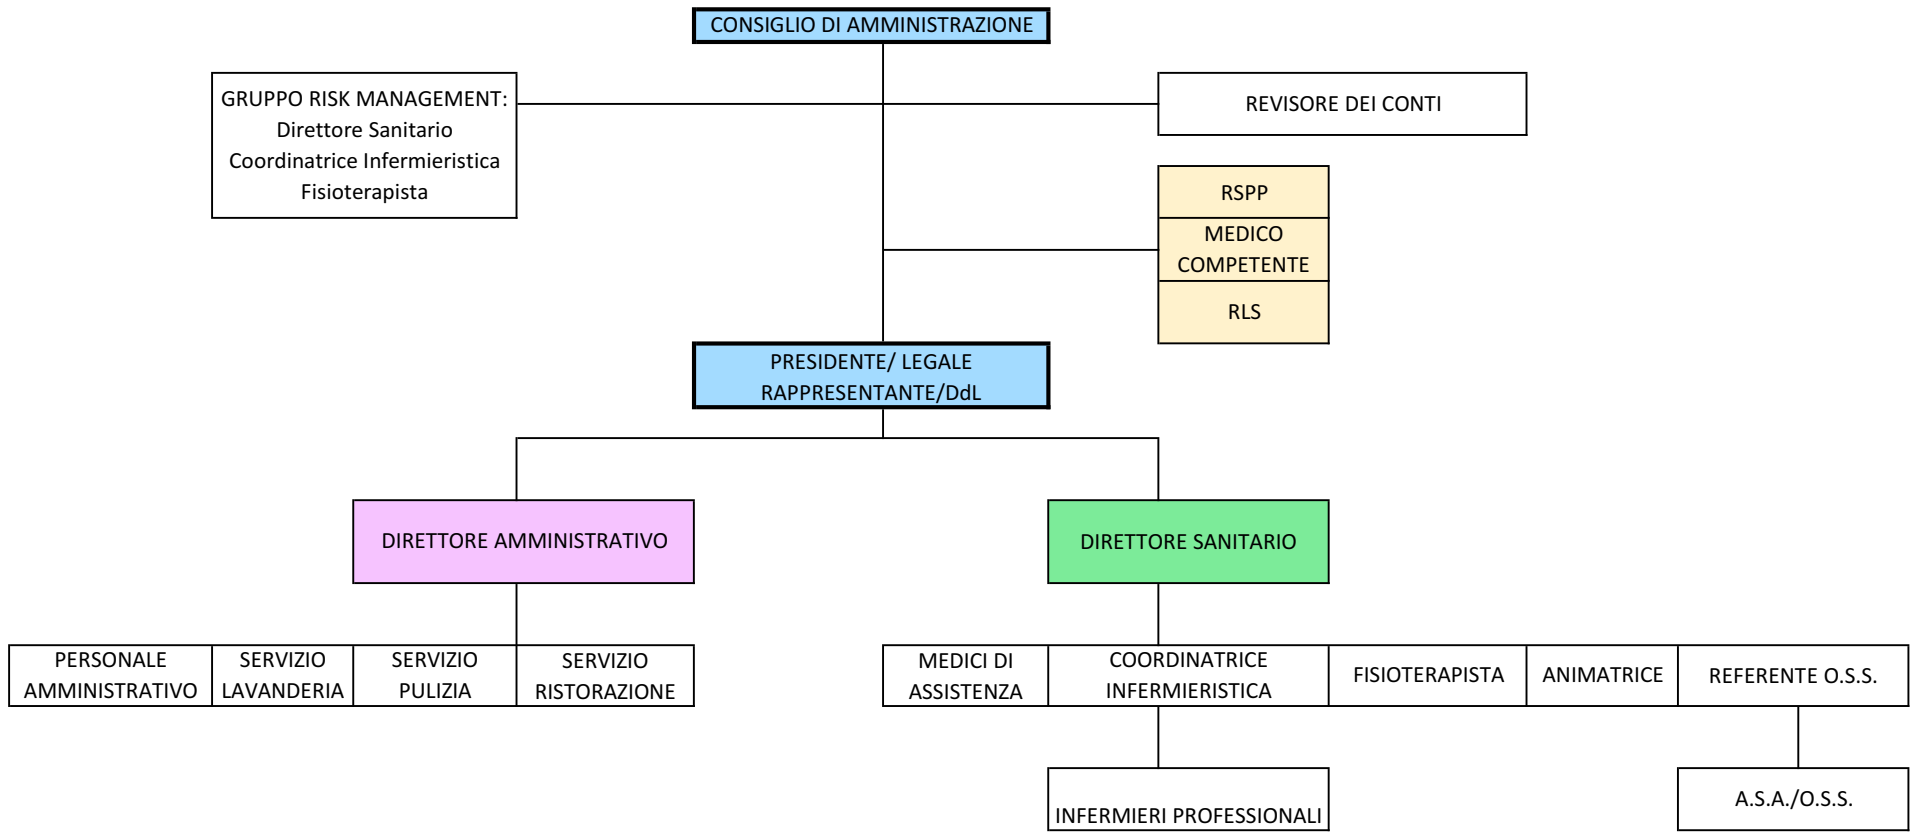 CONSIGLIO DI AMMINISTRAZIONE
GRUPPO RISK MANAGEMENT:
Direttore Sanitario
Coordinatrice Infermieristica
Fisioterapista
REVISORE DEI CONTI
RSPP
MEDICO
COMPETENTE
RLS
PRESIDENTE/ LEGALE
RAPPRESENTANTE/DdL
DIRETTORE AMMINISTRATIVO
DIRETTORE SANITARIO
PERSONALE
AMMINISTRATIVO
SERVIZIO
LAVANDERIA
SERVIZIO
PULIZIA
SERVIZIO
RISTORAZIONE
MEDICI DI
ASSISTENZA
COORDINATRICE
INFERMIERISTICA
FISIOTERAPISTA
ANIMATRICE
REFERENTE O.S.S.
INFERMIERI PROFESSIONALI
A.S.A./O.S.S.